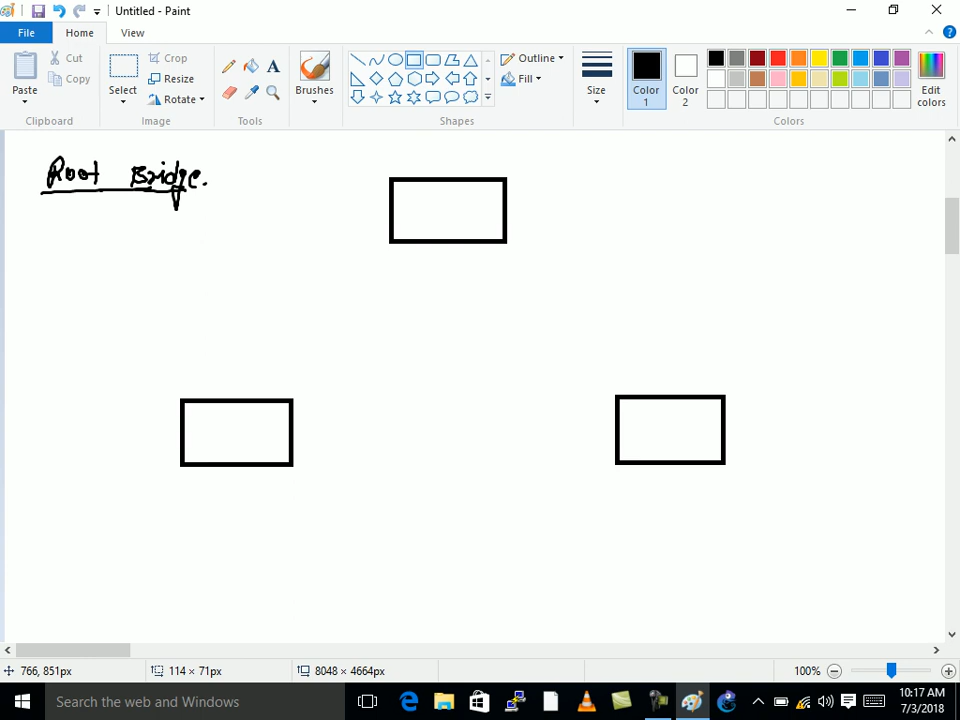 Untitled - Paint
File Home View
Paste Cut Copy Clipboard
Select Crop Resize Rotate Image
Tools
Brushes
Outline Fill Shapes
Size
Color 1
Color 2
Edit colors
Colors
Root Bridge.
766, 851px 114 × 71px 8048 × 4664px 100%
Search the web and Windows
10:17 AM
7/3/2018